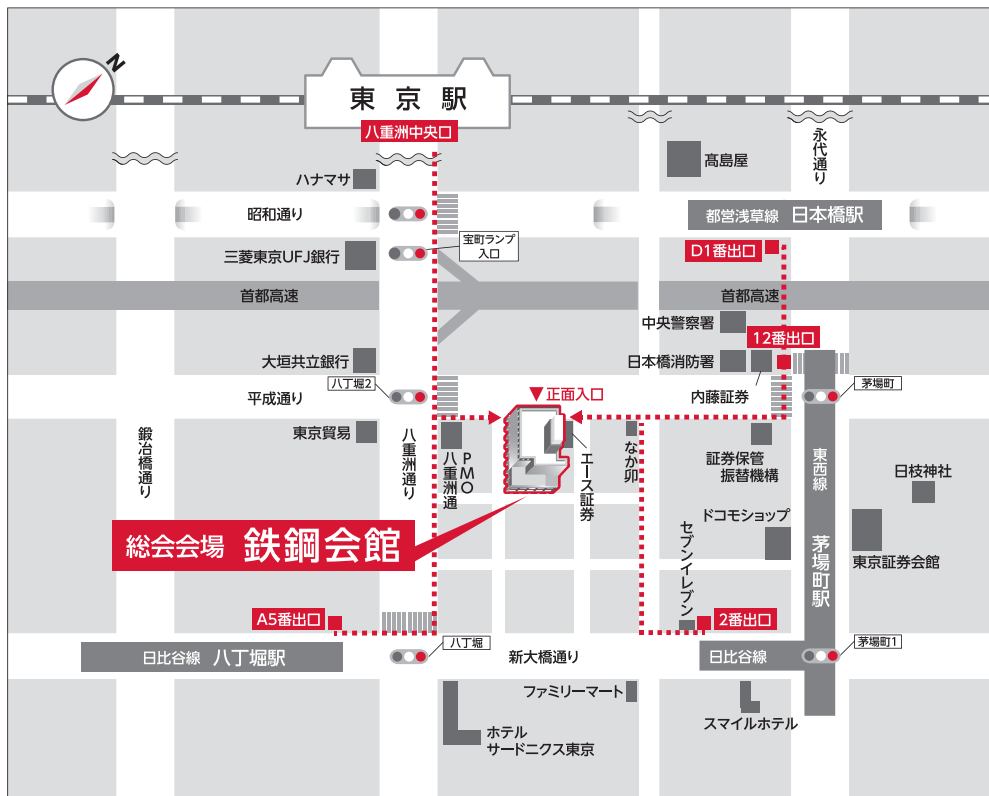 N
東京駅
八重洲中央口
永代通り
髙島屋
ハナマサ
昭和通り
都営浅草線 日本橋駅
宝町ランプ
入口
D1番出口
三菱東京UFJ銀行
首都高速
首都高速
中央警察署
12番出口
大垣共立銀行
日本橋消防署
八丁堀2
茅場町
平成通り
正面入口
内藤証券
東京貿易
鍛冶橋通り
八重洲通り
PMO
八重洲通
エース証券
なか卯
証券保管
振替機構
東西線 茅場町駅
日枝神社
ドコモショップ
総会会場 鉄鋼会館
セブンイレブン
東京証券会館
A5番出口
2番出口
日比谷線 八丁堀駅
八丁堀
新大橋通り
日比谷線
茅場町1
ファミリーマート
スマイルホテル
ホテル
サードニクス東京